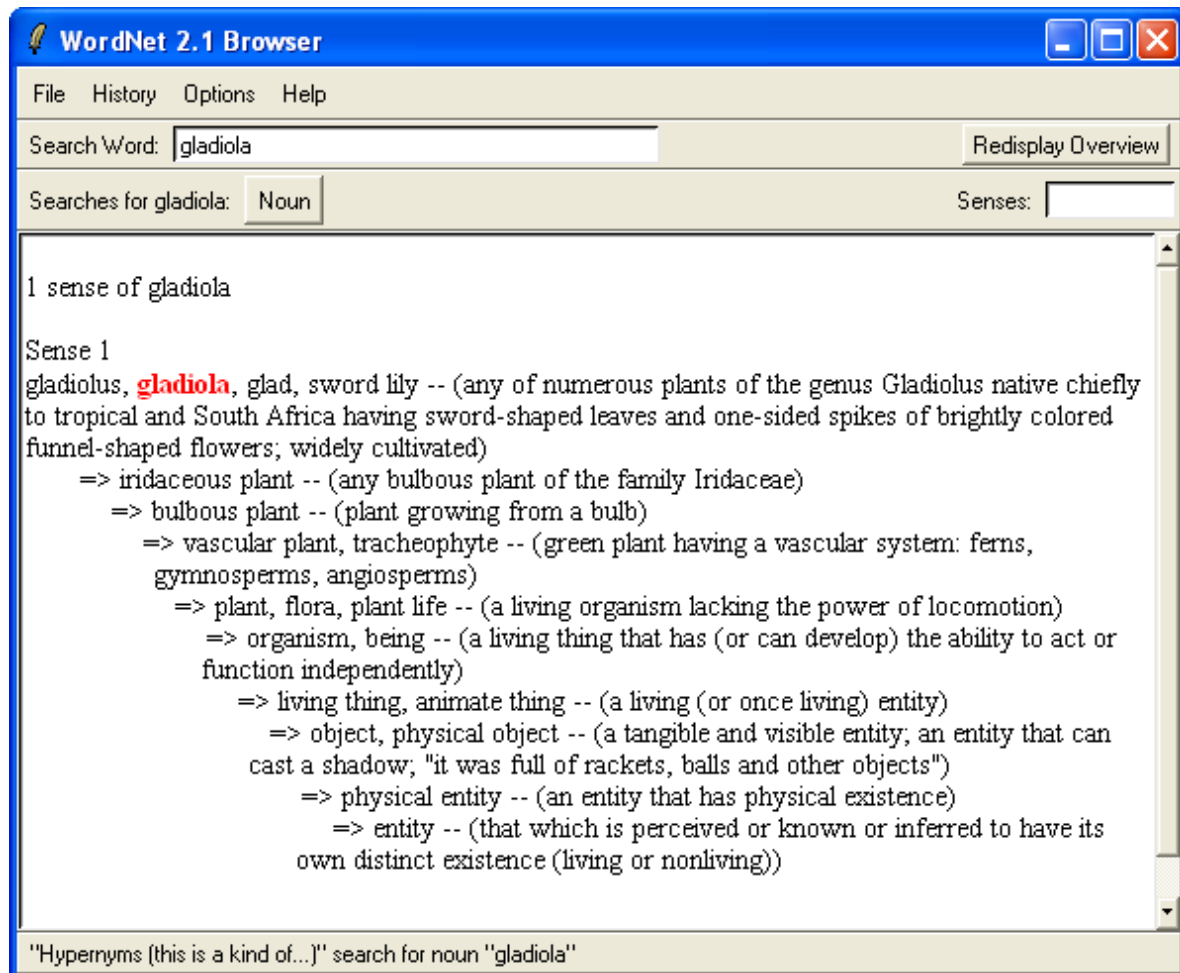 WordNet 2.1 Browser
File History Options Help
Search Word: gladiola Redisplay Overview
Searches for gladiola: Noun Senses:
1 sense of gladiola
Sense 1
gladiolus, gladiola, glad, sword lily -- (any of numerous plants of the genus Gladiolus native chiefly
to tropical and South Africa having sword-shaped leaves and one-sided spikes of brightly colored
funnel-shaped flowers; widely cultivated)
=> iridaceous plant -- (any bulbous plant of the family Iridaceae)
=> bulbous plant -- (plant growing from a bulb)
=> vascular plant, tracheophyte -- (green plant having a vascular system: ferns,
gymnosperms, angiosperms)
=> plant, flora, plant life -- (a living organism lacking the power of locomotion)
=> organism, being -- (a living thing that has (or can develop) the ability to act or
function independently)
=> living thing, animate thing -- (a living (or once living) entity)
=> object, physical object -- (a tangible and visible entity; an entity that can
cast a shadow; "it was full of rackets, balls and other objects")
=> physical entity -- (an entity that has physical existence)
=> entity -- (that which is perceived or known or inferred to have its
own distinct existence (living or nonliving))
"Hypernyms (this is a kind of...)" search for noun "gladiola"